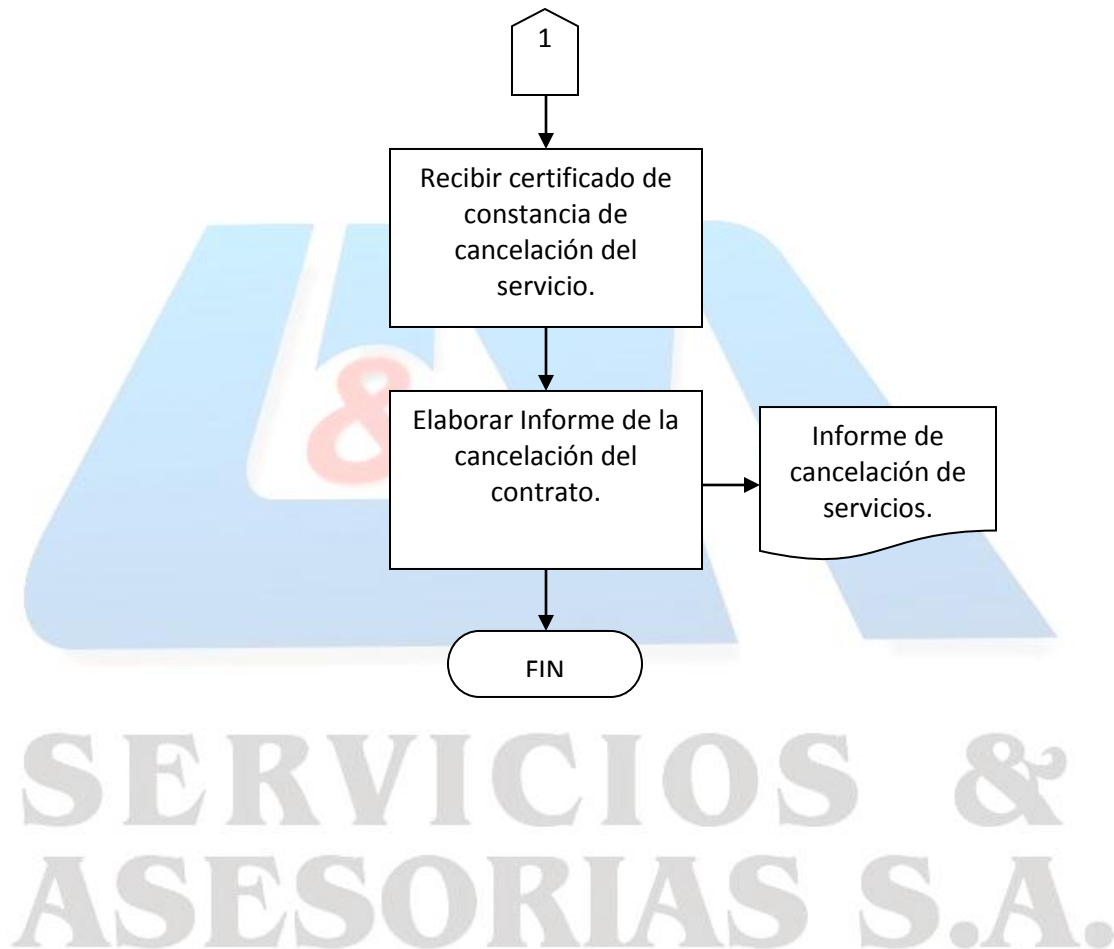 1
Recibir certificado de
constancia de
cancelación del
servicio.
Elaborar Informe de la
cancelación del
contrato.
Informe de
cancelación de
servicios.
FIN
SERVICIOS &
ASESORIAS S.A.